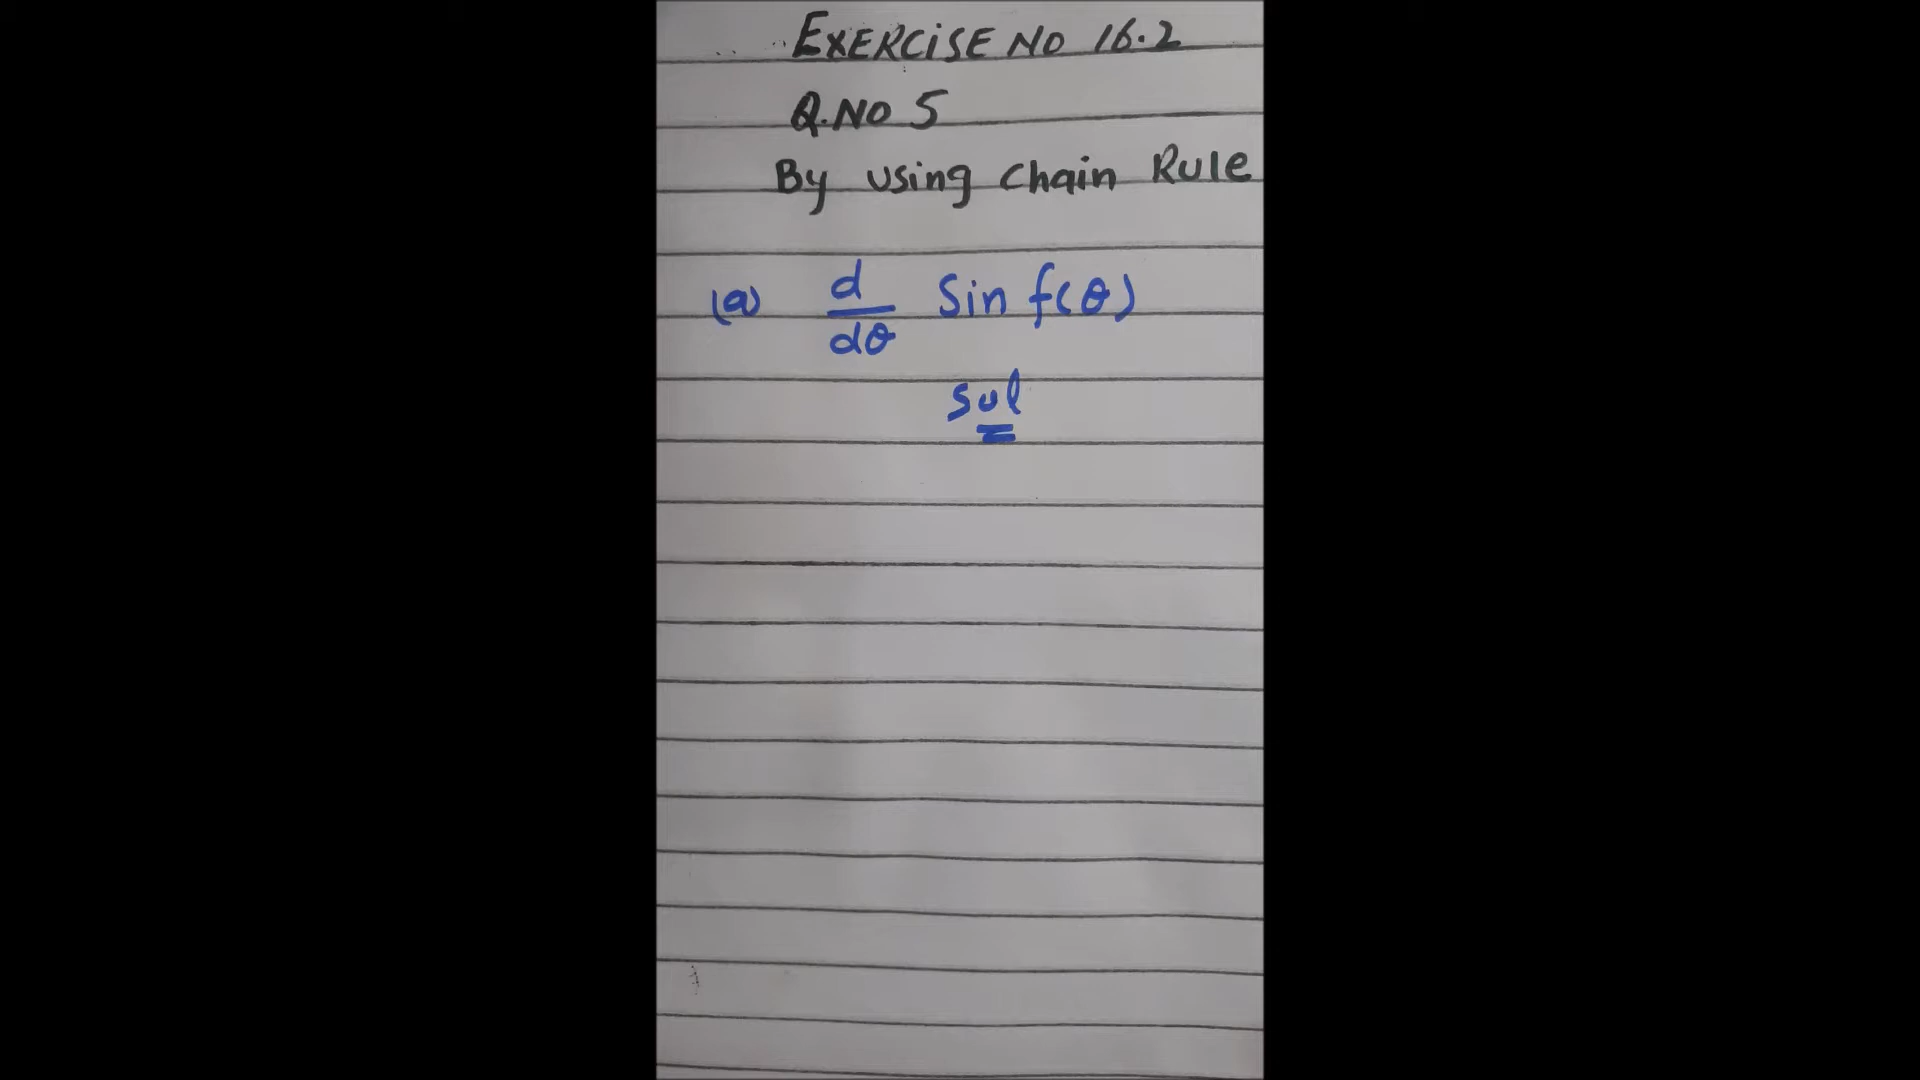 EXERCISE NO 16.2
Q.NO 5
By using chain Rule
(a) d/dθ Sin f(θ)
sol